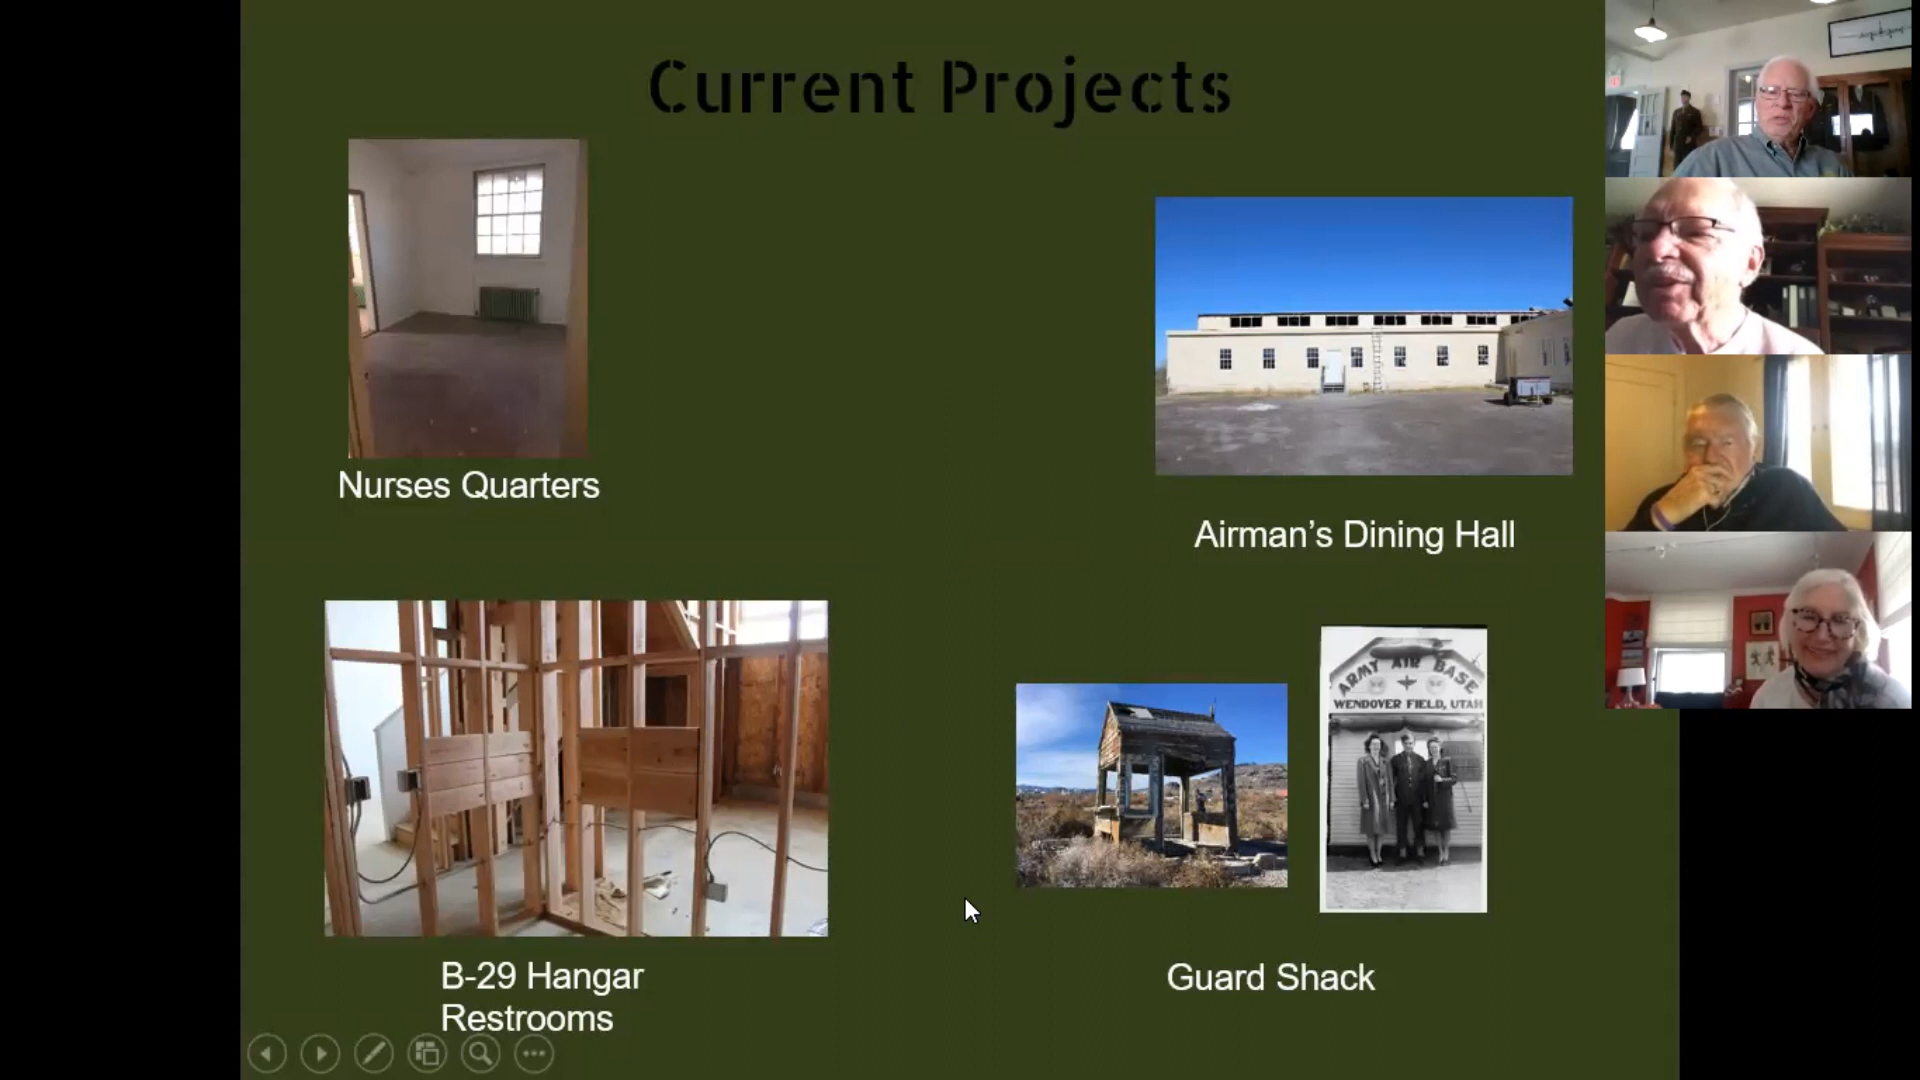 Current Projects
Nurses Quarters
Airman's Dining Hall
ARMY AIR BASE
WENDOVER FIELD, UTAH
B-29 Hangar
Restrooms
Guard Shack